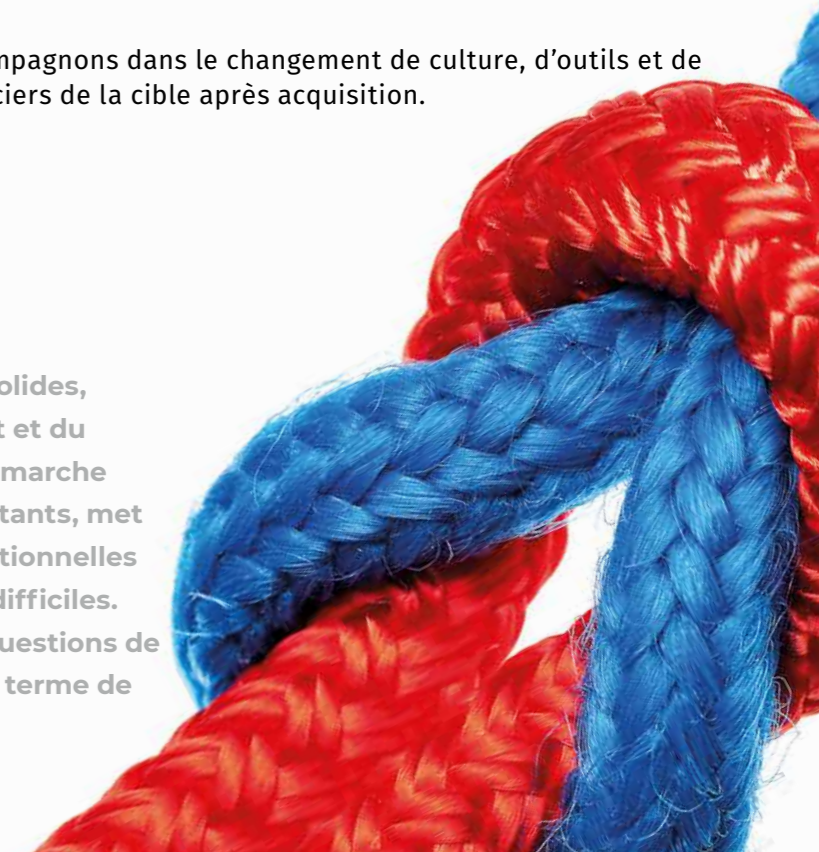 mpagnons dans le changement de culture, d’outils et de
ciers de la cible après acquisition.
olides,
t et du
marche
tants, met
tionnelles
difficiles.
uestions de
terme de